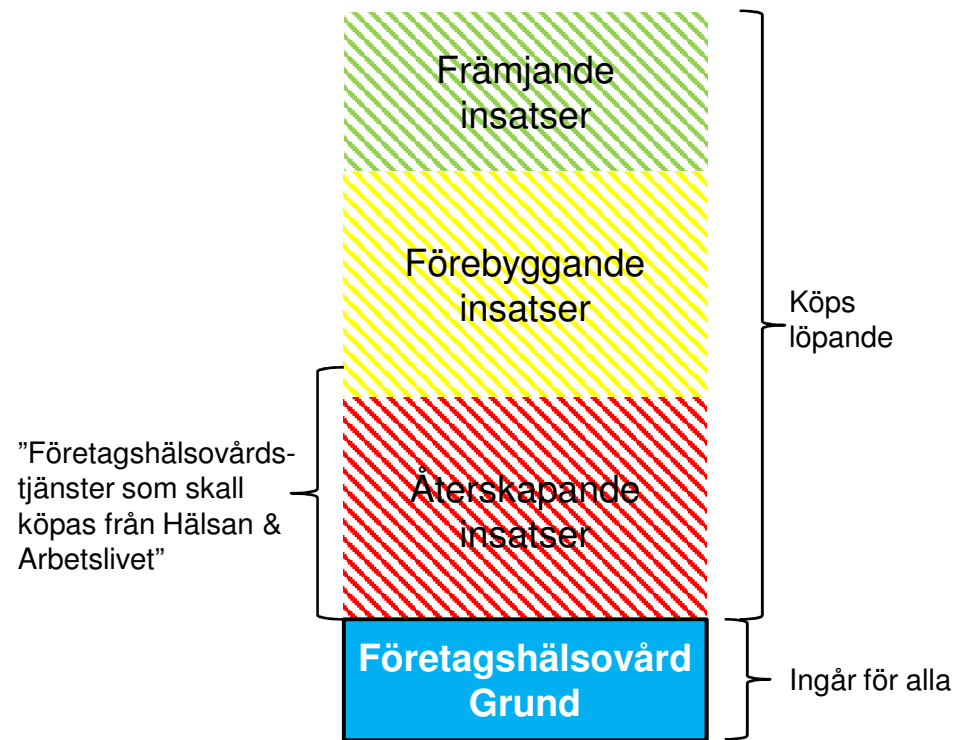 Främjande
insatser
Förebyggande
insatser
Köps
löpande
”Företagshälsovårds-
tjänster som skall
köpas från Hälsan &
Arbetslivet”
Återskapande
insatser
Företagshälsovård
Grund
Ingår för alla